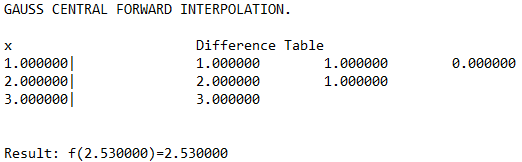 GAUSS CENTRAL FORWARD INTERPOLATION.
x Difference Table
1.000000| 1.000000 1.000000 0.000000
2.000000| 2.000000 1.000000
3.000000| 3.000000
Result: f(2.530000)=2.530000